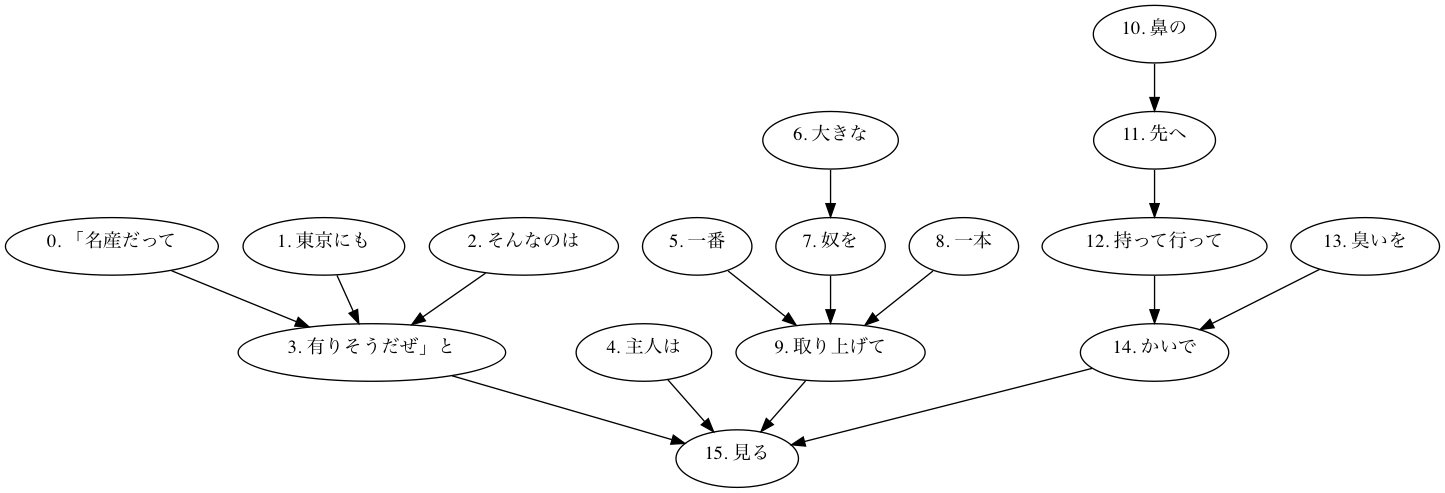 10. 鼻の
6. 大きな
11. 先へ
0. 「名産だって
1. 東京にも
2. そんなのは
5. 一番
7. 奴を
8. 一本
12. 持って行って
13. 臭いを
3. 有りそうだぜ」と
4. 主人は
9. 取り上げて
14. かいで
15. 見る